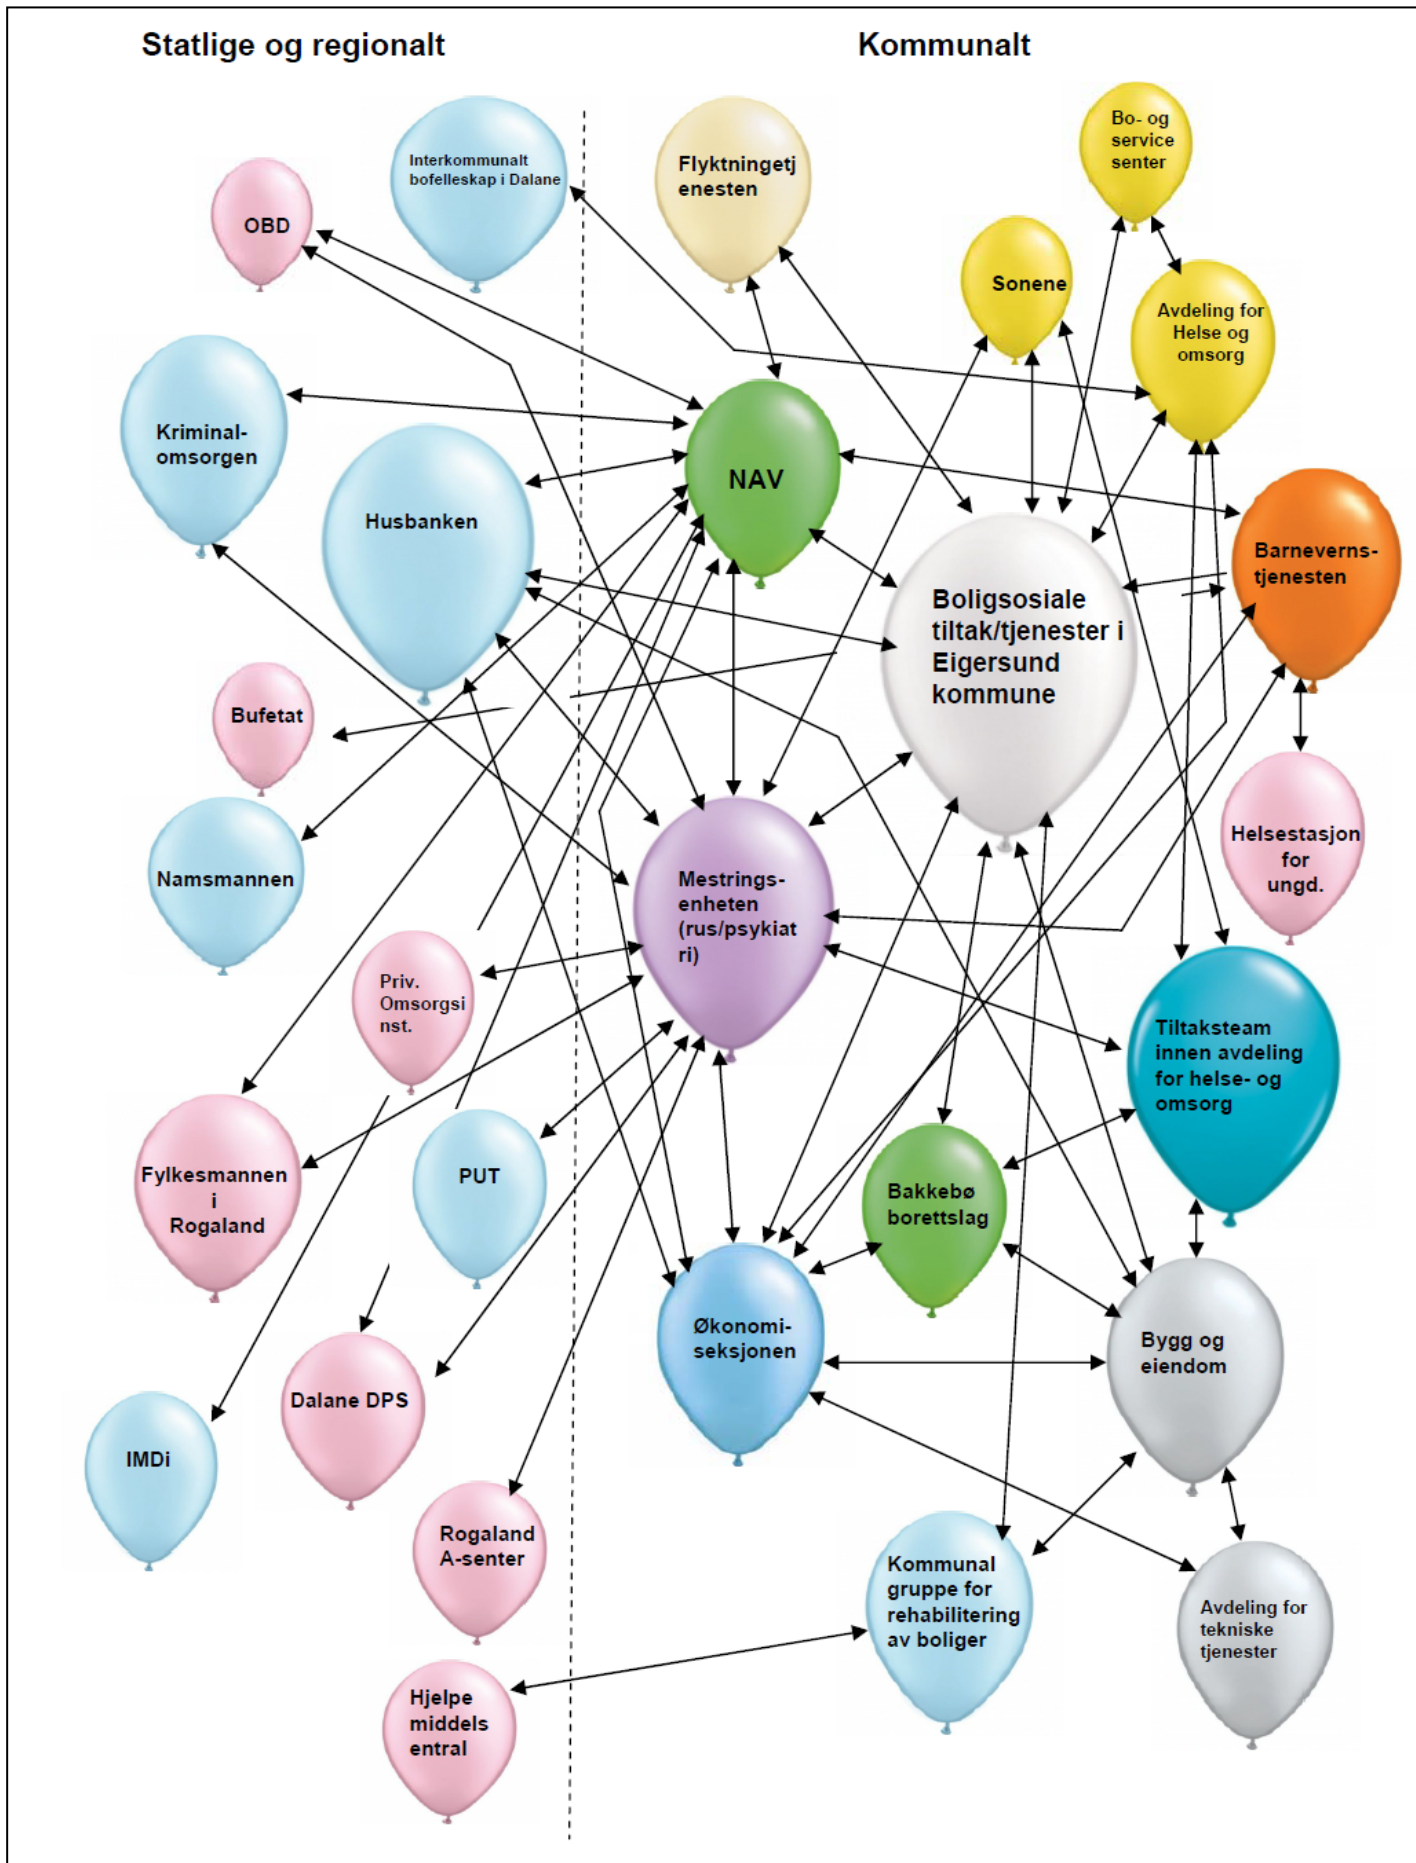 Statlige og regionalt
Kommunalt
Interkommunalt
bofelleskap i Dalane
Flyktningetj
enesten
Bo- og
service
senter
OBD
Sonene
Avdeling for
Helse og
omsorg
Kriminal-
omsorgen
Husbanken
NAV
Barneverns-
tjenesten
Boligsosiale
tiltak/tjenester i
Eigersund
kommune
Bufetat
Namsmannen
Mestrings-
enheten
(rus/psykiat
ri)
Helsestasjon
for
ungd.
Priv.
Omsorgsi
nst.
Tiltaksteam
innen avdeling
for helse- og
omsorg
Fylkesmannen
i
Rogaland
PUT
Bakkebø
borettslag
Økonomi-
seksjonen
Bygg og
eiendom
Dalane DPS
IMDi
Rogaland
A-senter
Kommunal
gruppe for
rehabilitering
av boliger
Avdeling for
tekniske
tjenester
Hjelpe
middels
entral